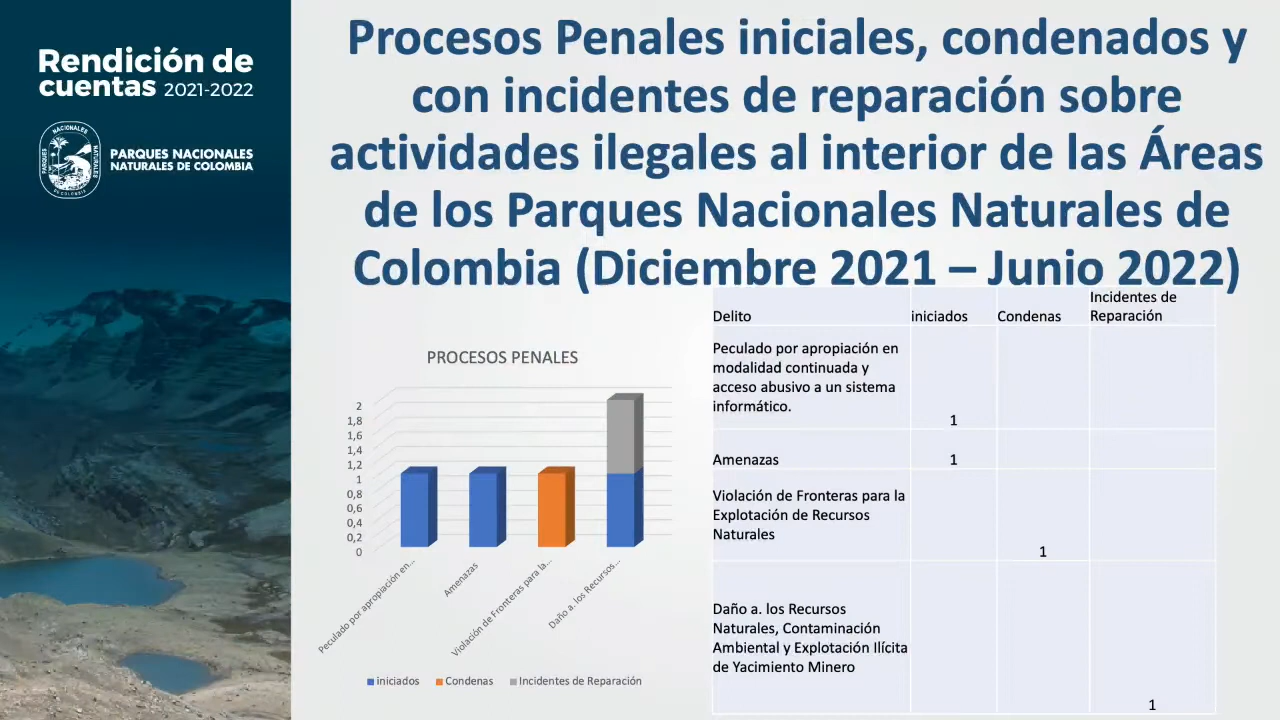 Rendición de
cuentas 2021-2022
PARQUES NACIONALES
NATURALES DE COLOMBIA
PARQUES
NACIONALES
NATURALES
DE COLOMBIA
Procesos Penales iniciales, condenados y
con incidentes de reparación sobre
actividades ilegales al interior de las Áreas
de los Parques Nacionales Naturales de
Colombia (Diciembre 2021 – Junio 2022)
PROCESOS PENALES
2
1,8
1,6
1,4
1,2
1
0,8
0,6
0,4
0,2
0
Peculado por apropiación en...
Amenazas
Violación de Fronteras para la...
Daño a. los Recursos...
iniciados Condenas Incidentes de Reparación
Delito iniciados Condenas Incidentes de
Reparación
Peculado por apropiación en
modalidad continuada y
acceso abusivo a un sistema
informático.
1
Amenazas 1
Violación de Fronteras para la
Explotación de Recursos
Naturales
1
Daño a. los Recursos
Naturales, Contaminación
Ambiental y Explotación Ilícita
de Yacimiento Minero
1